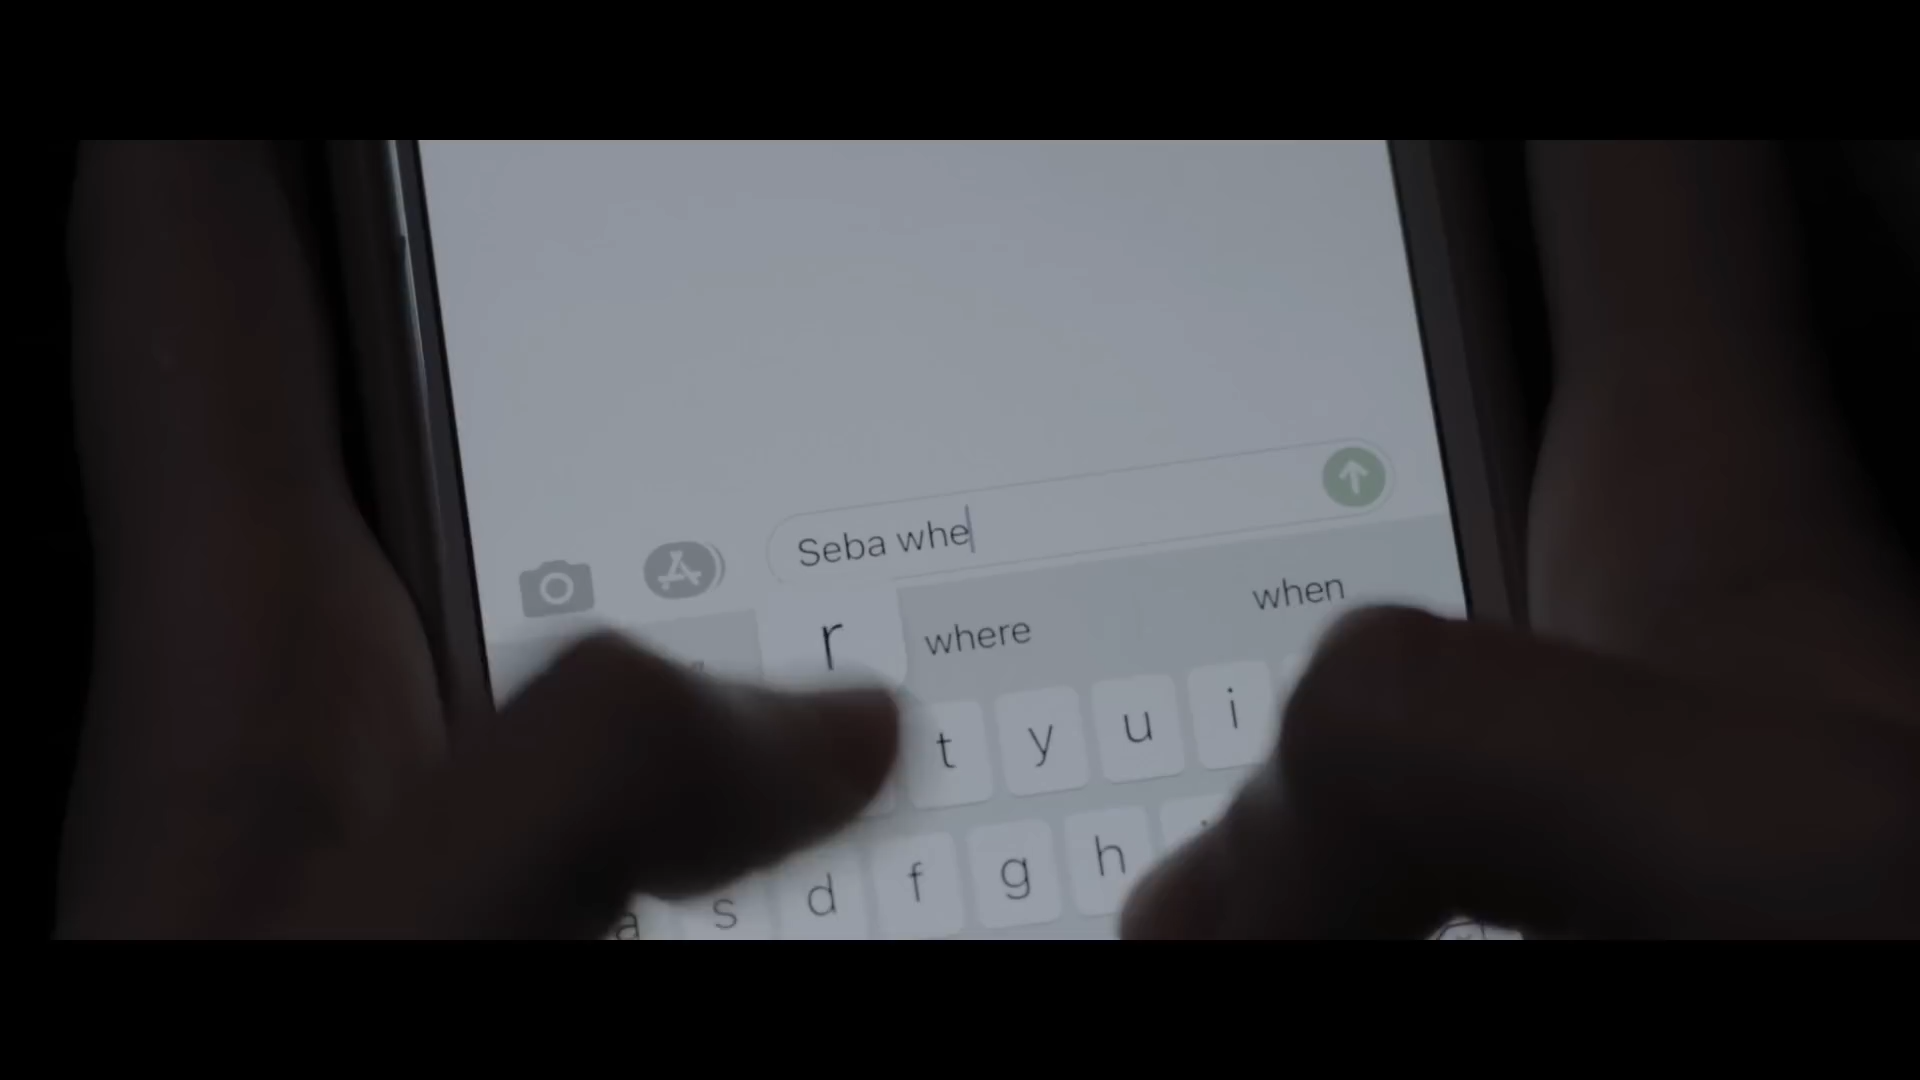 Seba whe
r
where
when
t y u i
a s d f g h